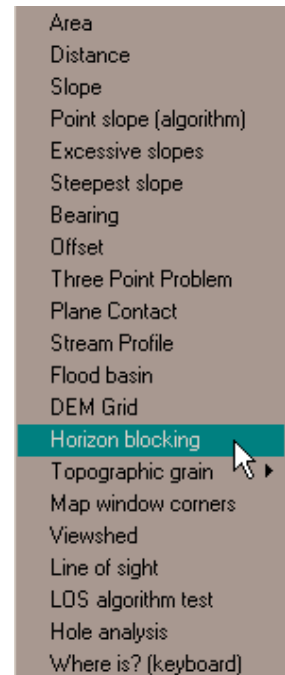 Area
Distance
Slope
Point slope (algorithm)
Excessive slopes
Steepest slope
Bearing
Offset
Three Point Problem
Plane Contact
Stream Profile
Flood basin
DEM Grid
Horizon blocking
Topographic grain
Map window corners
Viewshed
Line of sight
LOS algorithm test
Hole analysis
Where is? (keyboard)